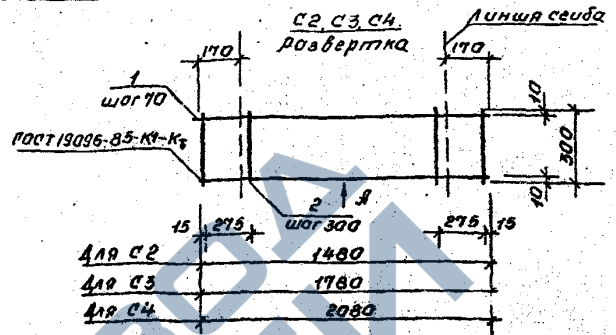 С2, С3, С4.
развертка
Линия сгиба
170
170
1
шаг 70
10
ГОСТ 19096-85-К1-Кт
300
10
2
шаг 300
А
15
275
275
15
Для С2
1480
Для С3
1780
Для С4
2080